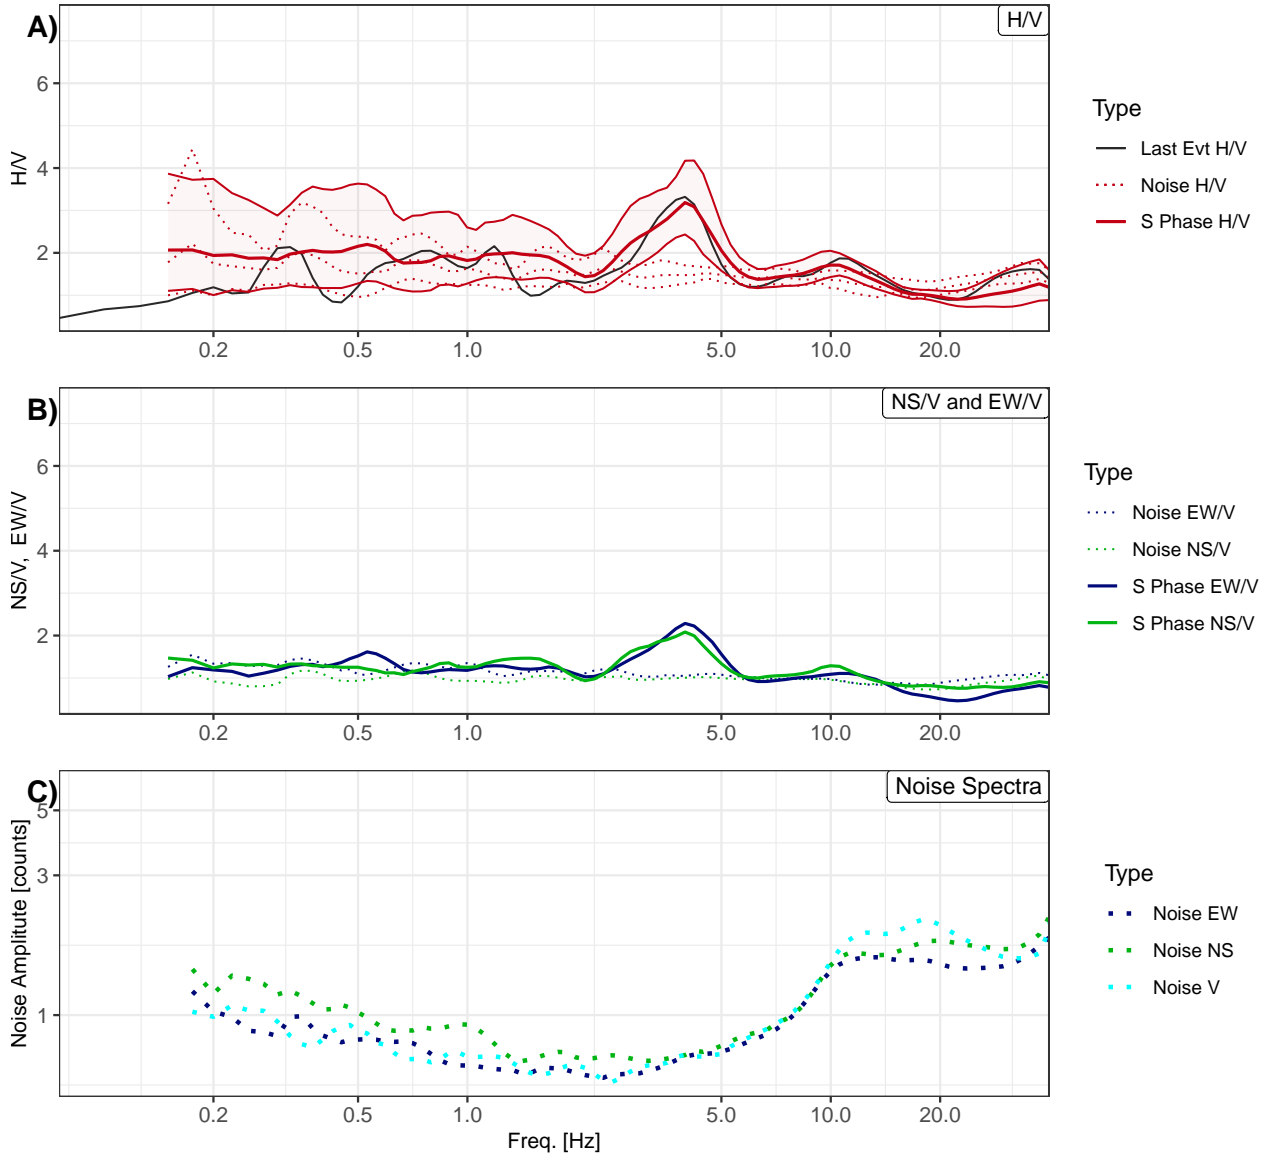 A)
H/V
6
4
2
H/V
0.2 0.5 1.0 5.0 10.0 20.0
Type
Last Evt H/V
Noise H/V
S Phase H/V
B)
NS/V and EW/V
6
4
2
NS/V, EW/V
0.2 0.5 1.0 5.0 10.0 20.0
Type
Noise EW/V
Noise NS/V
S Phase EW/V
S Phase NS/V
C)
Noise Spectra
5
3
1
Noise Amplitude [counts]
0.2 0.5 1.0 5.0 10.0 20.0
Freq. [Hz]
Type
Noise EW
Noise NS
Noise V